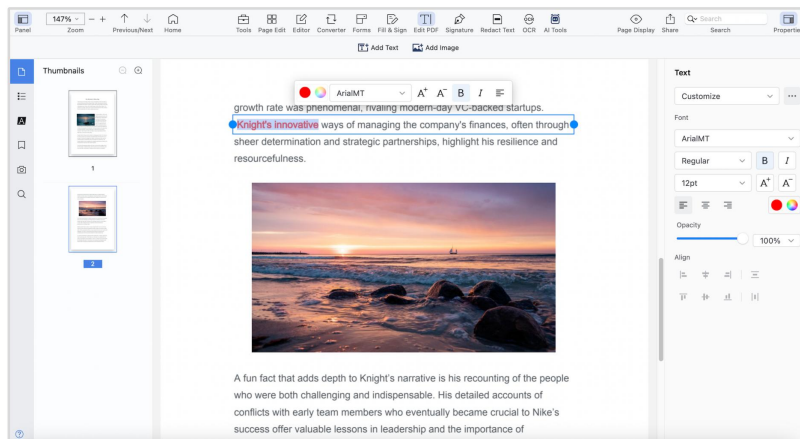 147%
Panel Zoom Previous/Next Home Tools Page Edit Editor Converter Forms Fill & Sign Edit PDF Signature Redact Text OCR AI Tools Page Display Share Search Propertie
Search
Add Text Add Image
Thumbnails
1
2
ArialMT A+ A- B I
growth rate was phenomenal, rivaling modern-day VC-backed startups.
Knight's innovative ways of managing the company's finances, often through
sheer determination and strategic partnerships, highlight his resilience and
resourcefulness.
A fun fact that adds depth to Knight's narrative is his recounting of the people
who were both challenging and indispensable. His detailed accounts of
conflicts with early team members who eventually became crucial to Nike's
success offer valuable lessons in leadership and the importance of
Text
Customize
Font
ArialMT
Regular B I
12pt A+ A-
Opacity
100%
Align